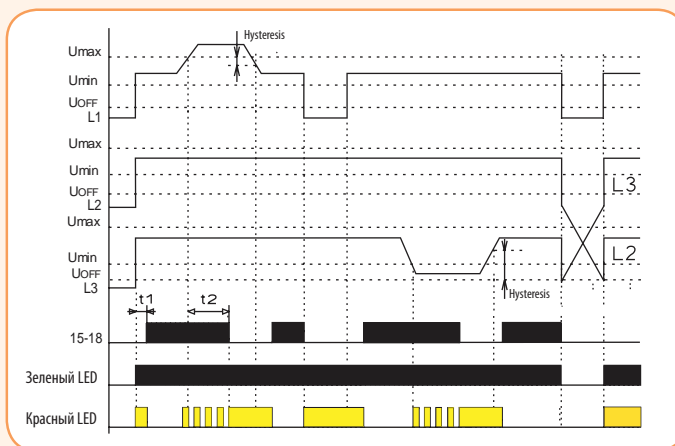 Hysteresis
Umax
Umin
UOFF
L1
Umax
Umin
UOFF
L3
L2
Umax
L2
Umin
UOFF
L3
Hysteresis
t1
t2
15-18
Зеленый LED
Красный LED